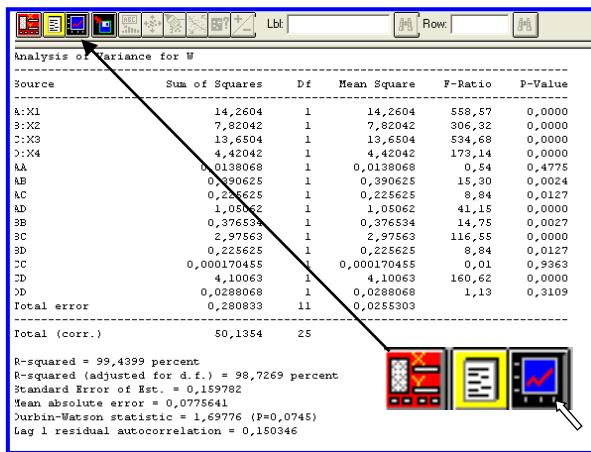 Lbl: Row:
Analysis of Variance for W
Source Sum of Squares Df Mean Square F-Ratio P-Value
A:X1 14,2604 1 14,2604 558,57 0,0000
B:X2 7,82042 1 7,82042 306,32 0,0000
C:X3 13,6504 1 13,6504 534,68 0,0000
D:X4 4,42042 1 4,42042 173,14 0,0000
AA 0,0138068 1 0,0138068 0,54 0,4775
AB 0,390625 1 0,390625 15,30 0,0024
AC 0,225625 1 0,225625 8,84 0,0127
AD 1,05062 1 1,05062 41,15 0,0000
BB 0,376534 1 0,376534 14,75 0,0027
BC 2,97563 1 2,97563 116,55 0,0000
BD 0,225625 1 0,225625 8,84 0,0127
CC 0,000170455 1 0,000170455 0,01 0,9363
CD 4,10063 1 4,10063 160,62 0,0000
DD 0,0288068 1 0,0288068 1,13 0,3109
Total error 0,280833 11 0,0255303
Total (corr.) 50,1354 25
R-squared = 99,4399 percent
R-squared (adjusted for d.f.) = 98,7269 percent
Standard Error of Est. = 0,159782
Mean absolute error = 0,0775641
Durbin-Watson statistic = 1,69776 (P=0,0745)
Lag 1 residual autocorrelation = 0,150346